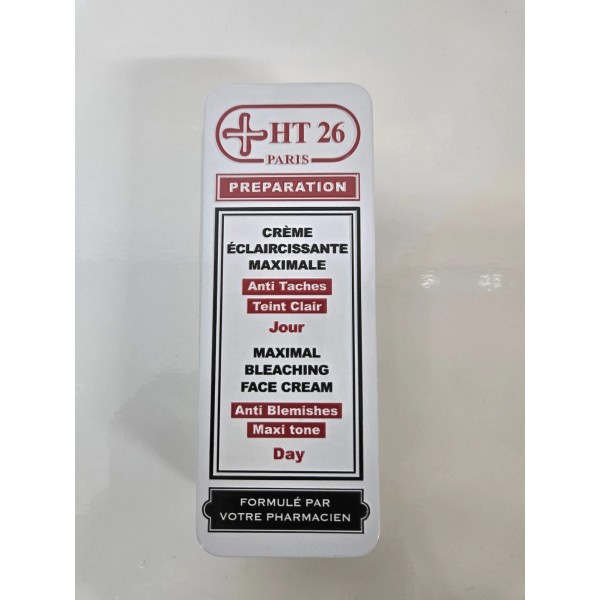 HT 26
PARIS
PREPARATION
CRÈME
ÉCLAIRCISSANTE
MAXIMALE
Anti Taches
Teint Clair
Jour
MAXIMAL
BLEACHING
FACE CREAM
Anti Blemishes
Maxi tone
Day
FORMULÉ PAR
VOTRE PHARMACIEN